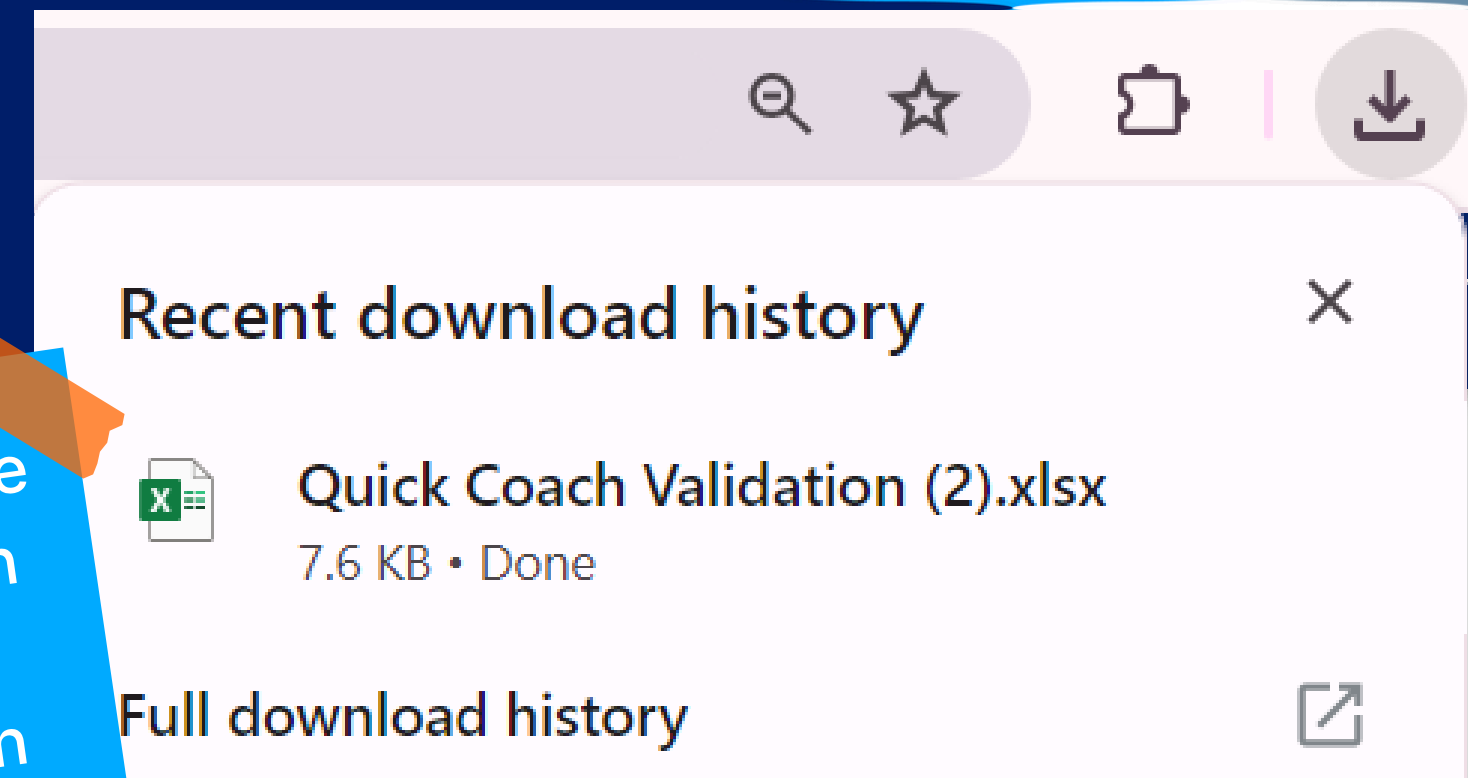 Recent download history
Quick Coach Validation (2).xlsx
7.6 KB • Done
Full download history